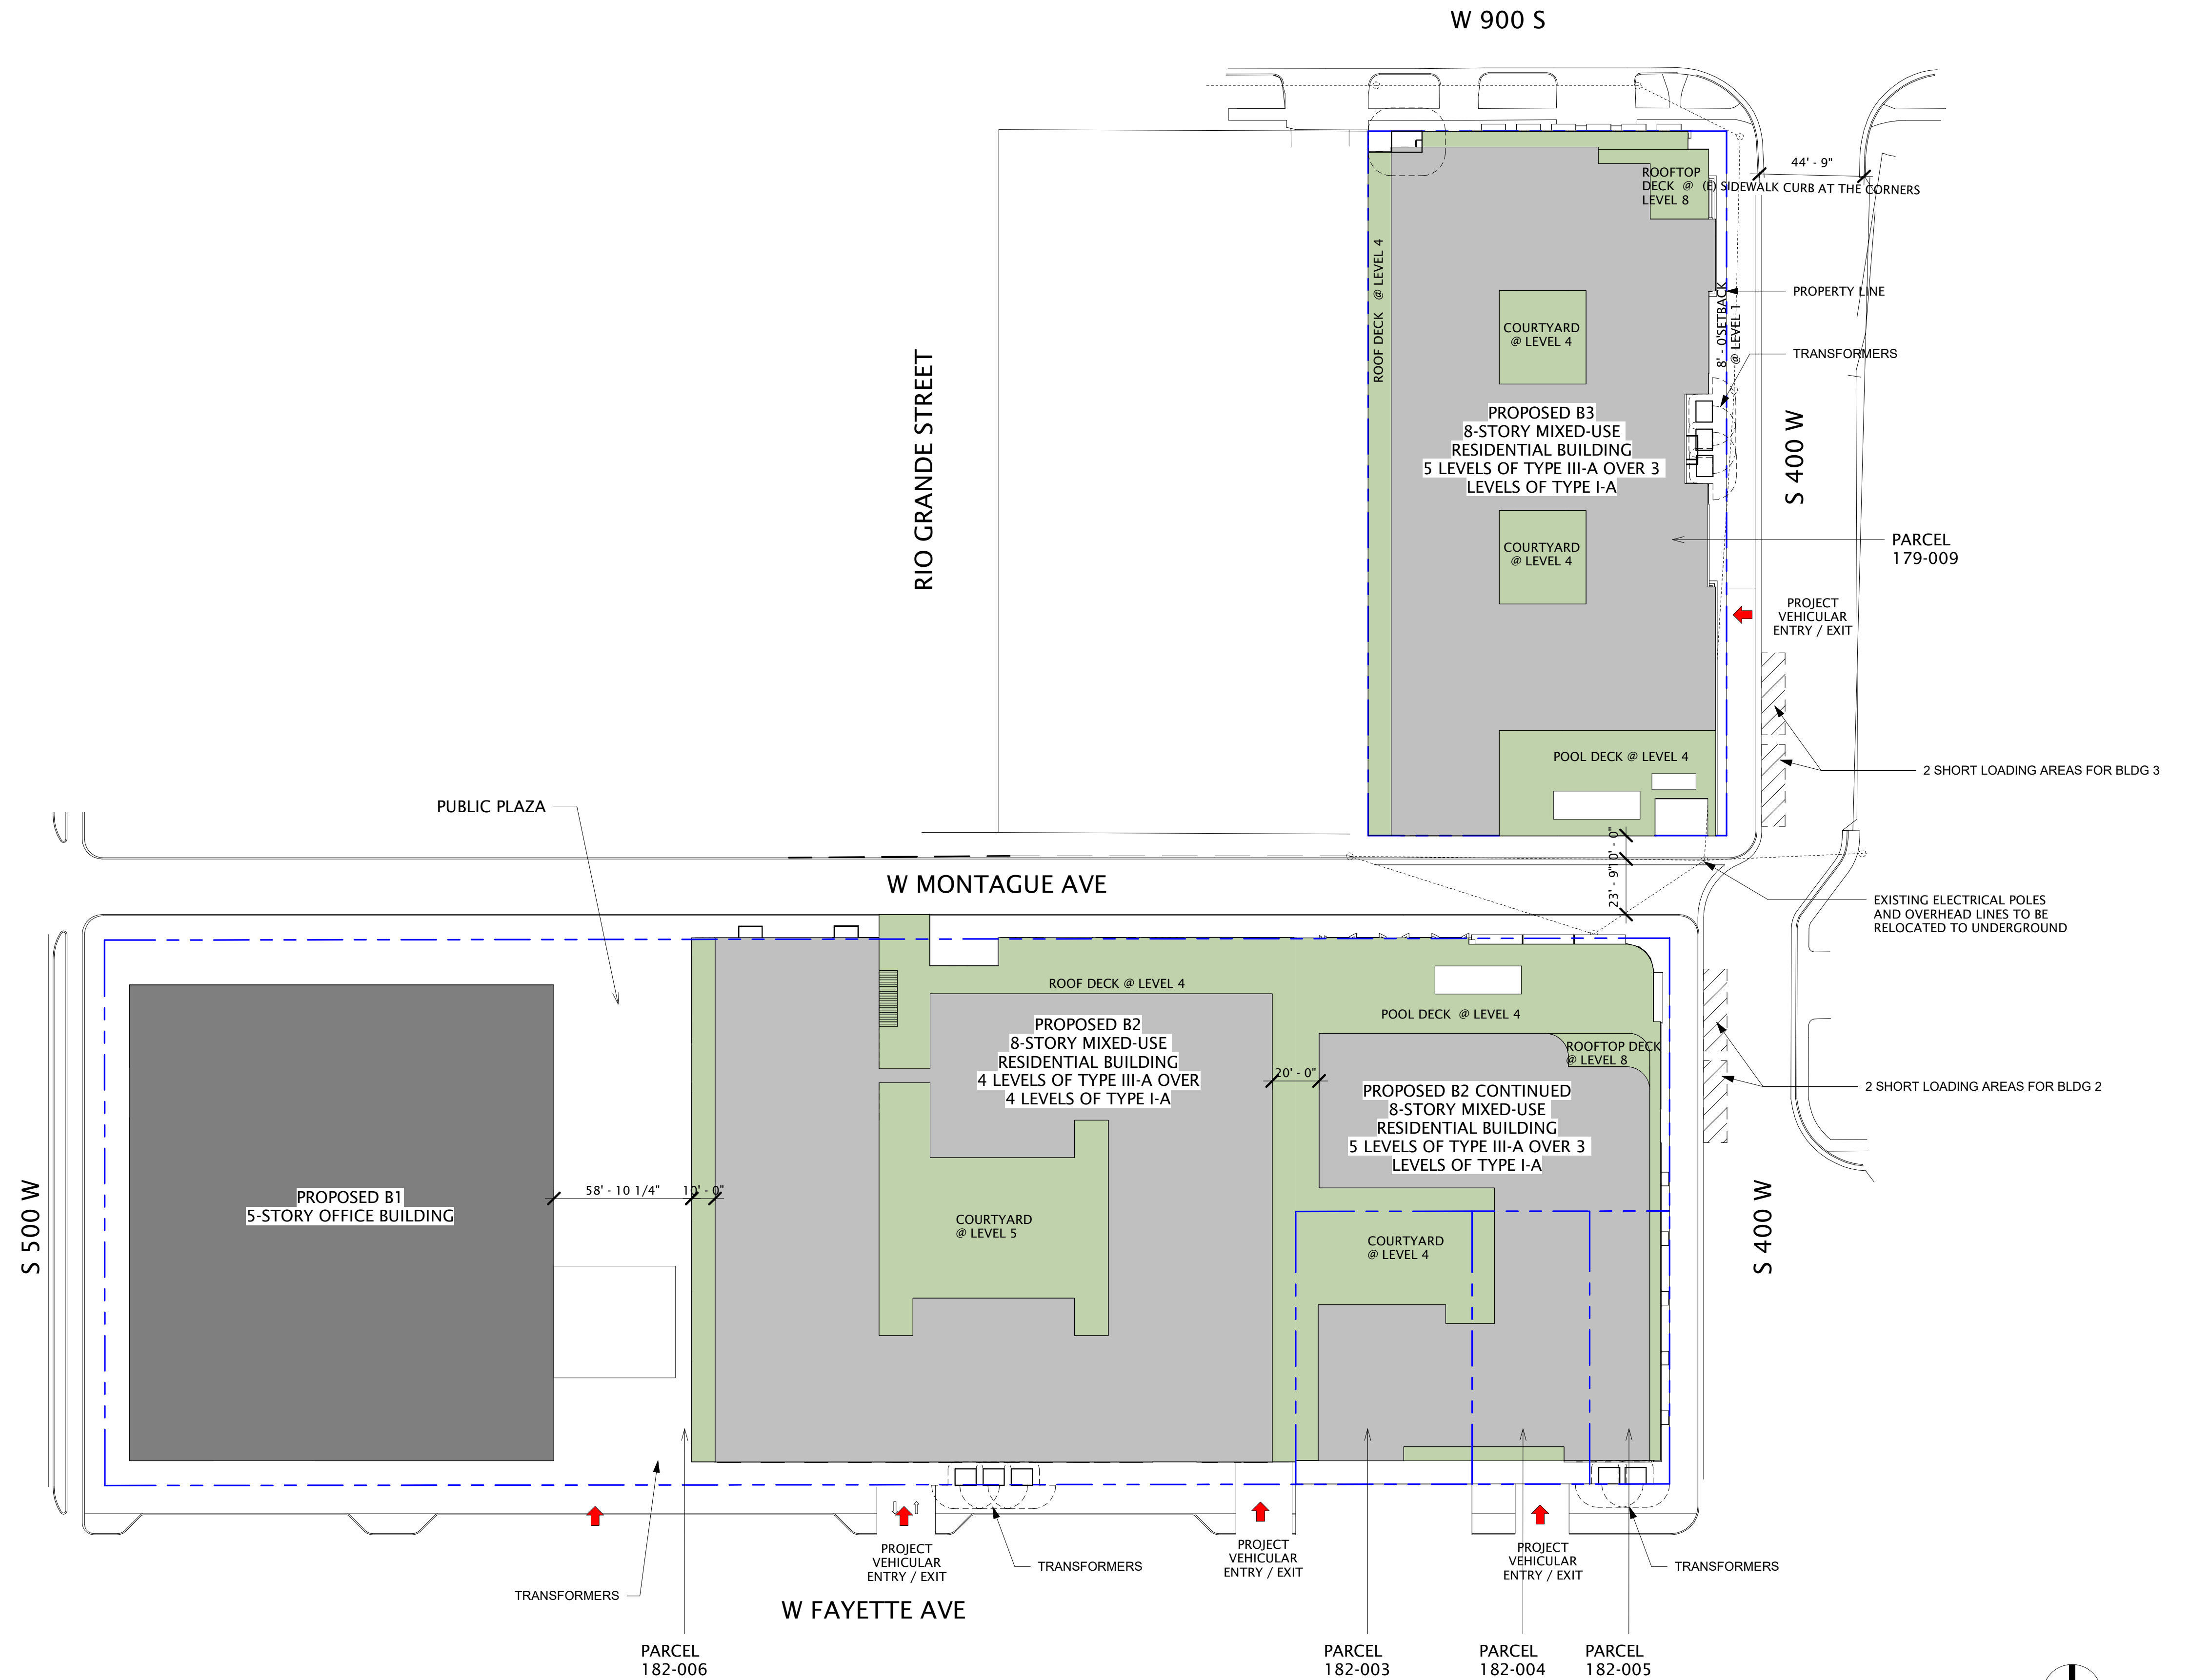 W 900 S
44' - 9"
(E) SIDEWALK CURB AT THE CORNERS
ROOFTOP
DECK @
LEVEL 8
ROOF DECK @ LEVEL 4
COURTYARD
@ LEVEL 4
8' - 0" SETBACK
@ LEVEL 1
PROPERTY LINE
TRANSFORMERS
RIO GRANDE STREET
PROPOSED B3
8-STORY MIXED-USE
RESIDENTIAL BUILDING
5 LEVELS OF TYPE III-A OVER 3
LEVELS OF TYPE I-A
S 400 W
COURTYARD
@ LEVEL 4
PARCEL
179-009
PROJECT
VEHICULAR
ENTRY / EXIT
POOL DECK @ LEVEL 4
2 SHORT LOADING AREAS FOR BLDG 3
PUBLIC PLAZA
10' - 0"
23' - 9"
W MONTAGUE AVE
EXISTING ELECTRICAL POLES
AND OVERHEAD LINES TO BE
RELOCATED TO UNDERGROUND
ROOF DECK @ LEVEL 4
POOL DECK @ LEVEL 4
PROPOSED B2
8-STORY MIXED-USE
RESIDENTIAL BUILDING
4 LEVELS OF TYPE III-A OVER
4 LEVELS OF TYPE I-A
ROOFTOP DECK
@ LEVEL 8
20' - 0"
PROPOSED B2 CONTINUED
8-STORY MIXED-USE
RESIDENTIAL BUILDING
5 LEVELS OF TYPE III-A OVER 3
LEVELS OF TYPE I-A
2 SHORT LOADING AREAS FOR BLDG 2
S 500 W
PROPOSED B1
5-STORY OFFICE BUILDING
58' - 10 1/4"
10' - 0"
COURTYARD
@ LEVEL 5
COURTYARD
@ LEVEL 4
S 400 W
PROJECT
VEHICULAR
ENTRY / EXIT
TRANSFORMERS
PROJECT
VEHICULAR
ENTRY / EXIT
PROJECT
VEHICULAR
ENTRY / EXIT
TRANSFORMERS
TRANSFORMERS
W FAYETTE AVE
PARCEL
182-006
PARCEL
182-003
PARCEL
182-004
PARCEL
182-005